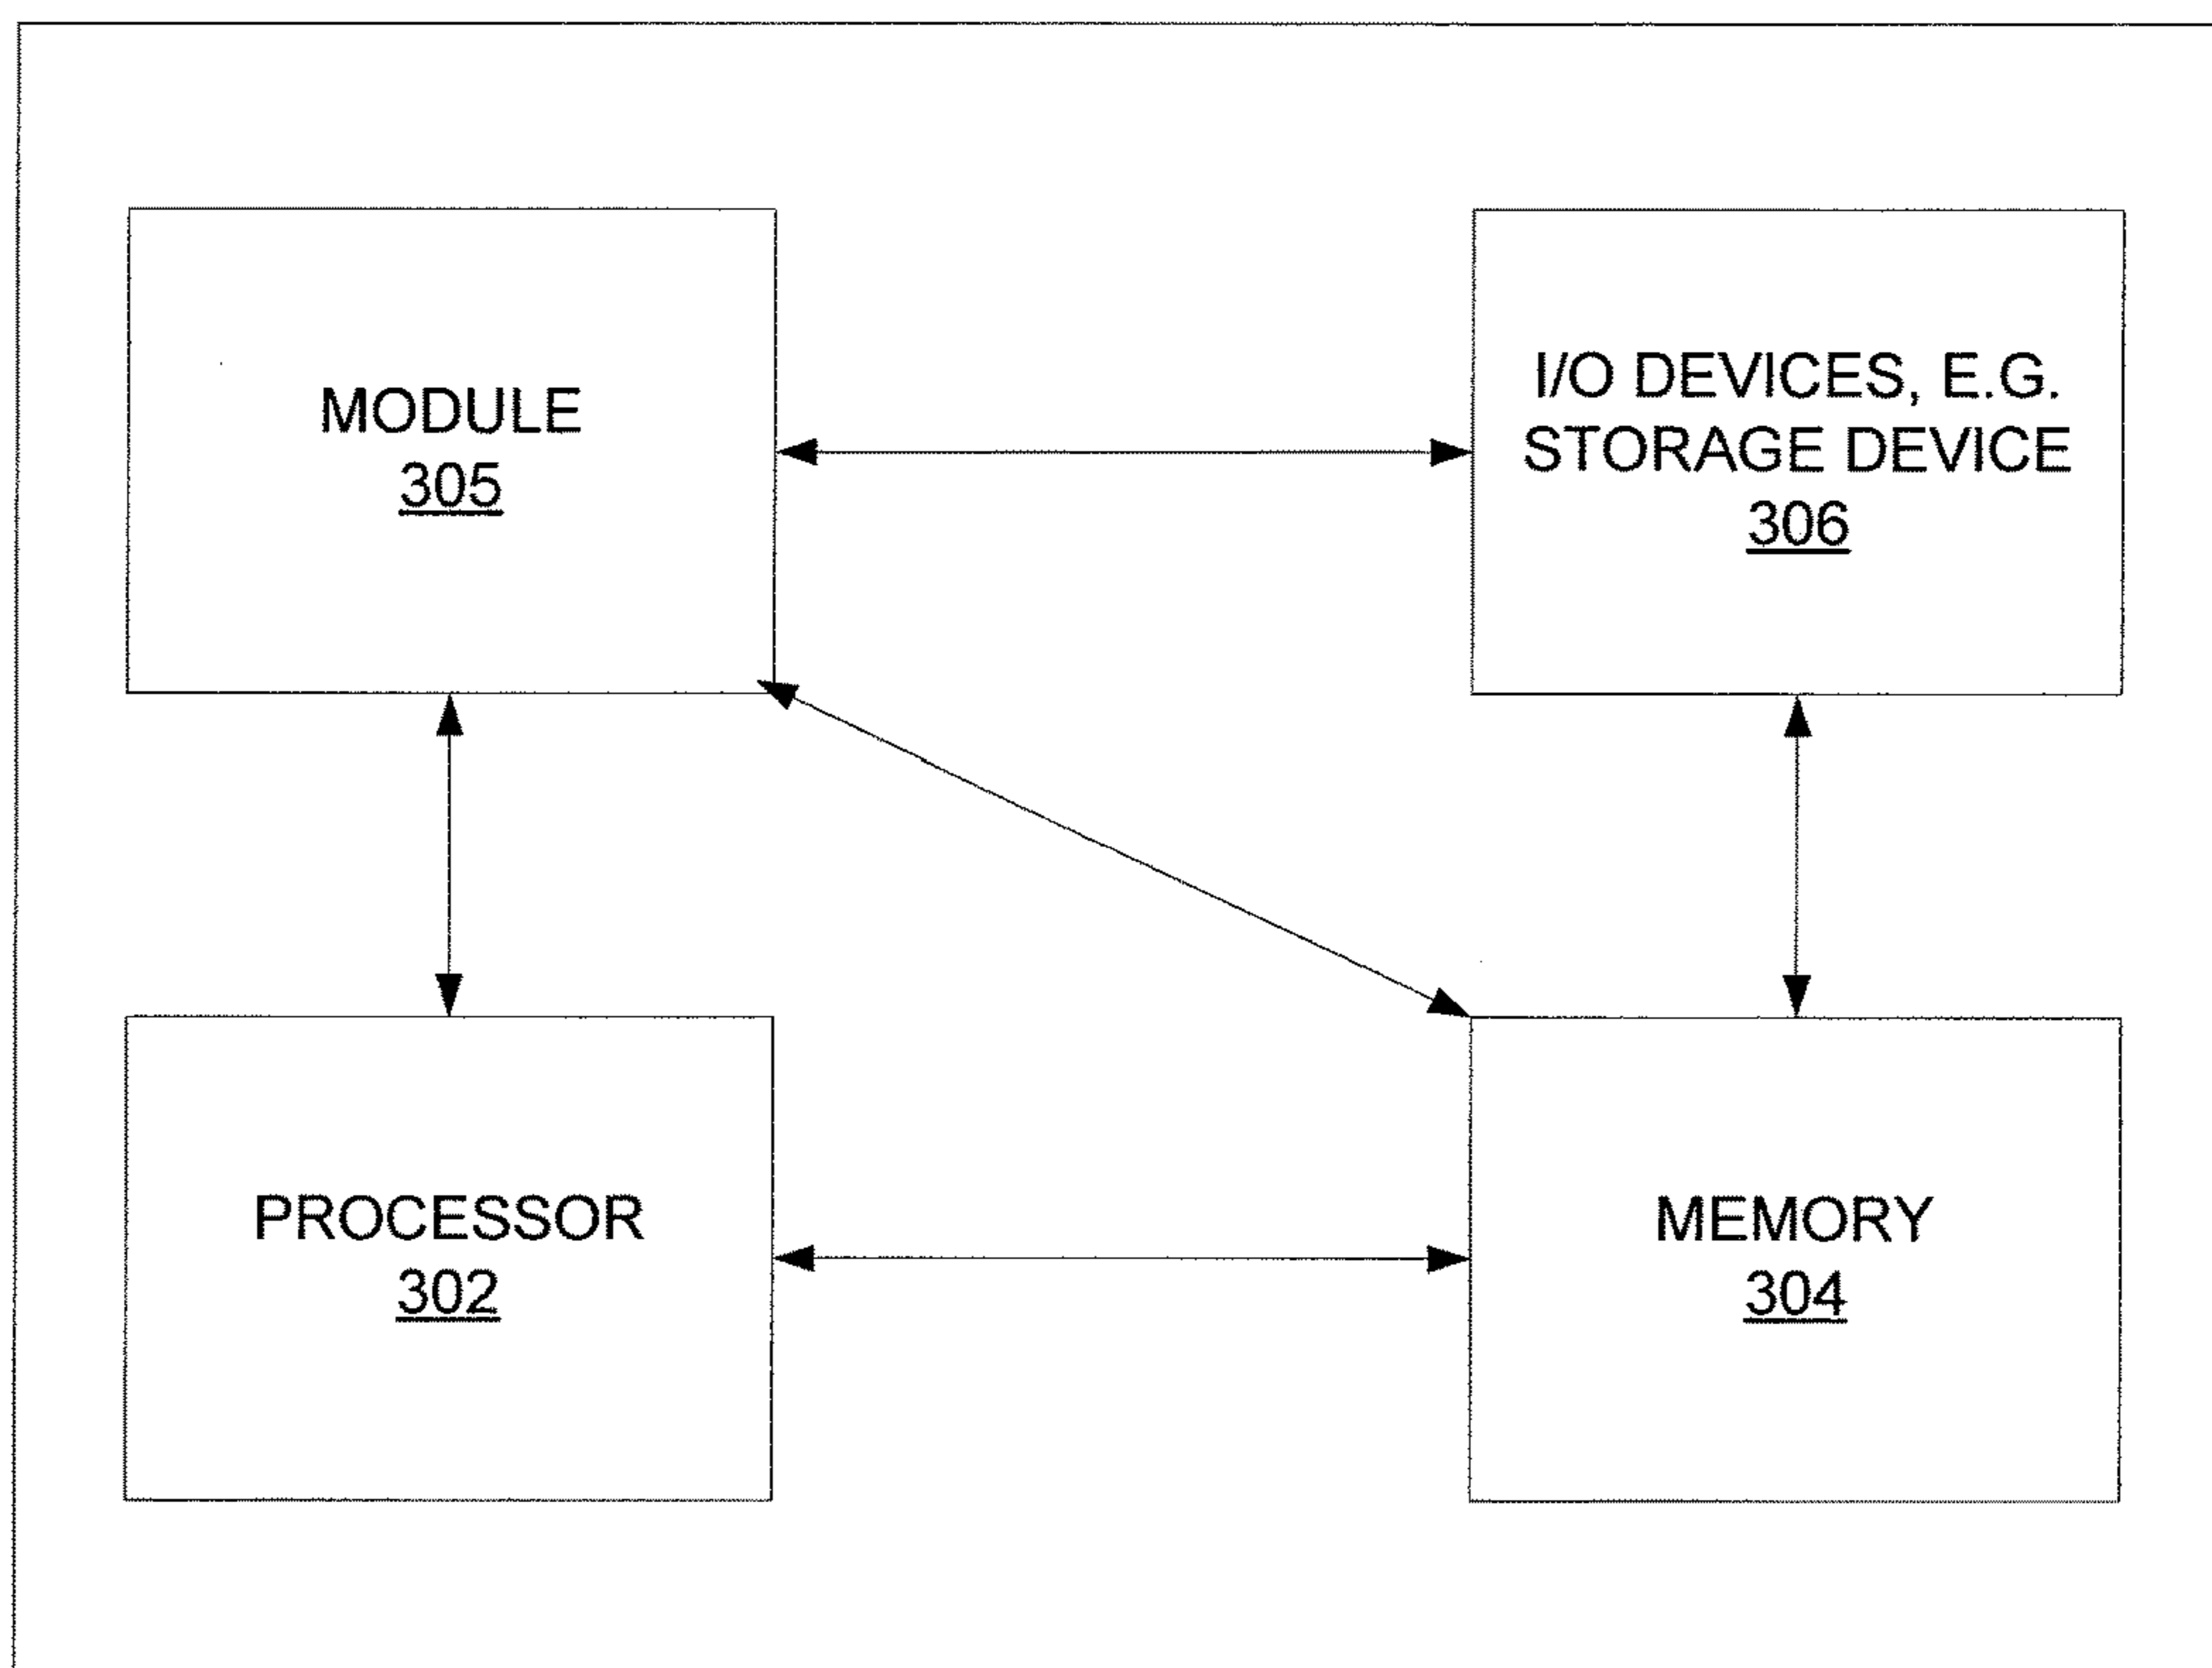 MODULE
305
I/O DEVICES, E.G.
STORAGE DEVICE
306
PROCESSOR
302
MEMORY
304